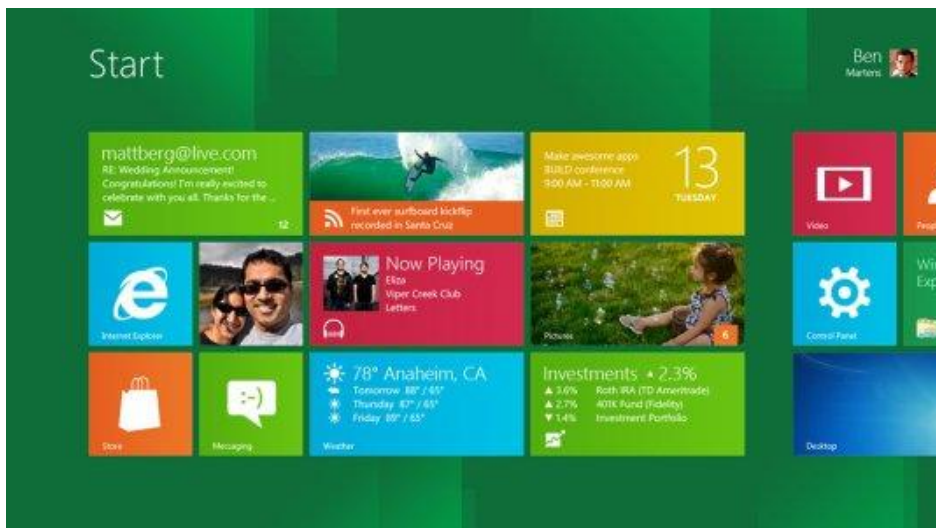 Start
Ben
Martens
mattberg@live.com
RE: Wedding Announcement!
Congratulations! I'm really excited to
celebrate with you all. Thanks for the ...
12
First ever surfboard kickflip
recorded in Santa Cruz
Make awesome apps
BUILD conference
9:00 AM - 11:00 AM
13
TUESDAY
Video
Internet Explorer
Now Playing
Eliza
Viper Creek Club
Letters
Pictures
6
Control Panel
Store
:-)
Messaging
78° Anaheim, CA
Tomorrow 88° / 65°
Thursday 87° / 65°
Friday 89° / 65°
Weather
Investments ▲ 2.3%
▲ 3.6% Roth IRA (TD Ameritrade)
▲ 2.7% 401K Fund (Fidelity)
▼ 1.4% Investment Portfolio
Desktop